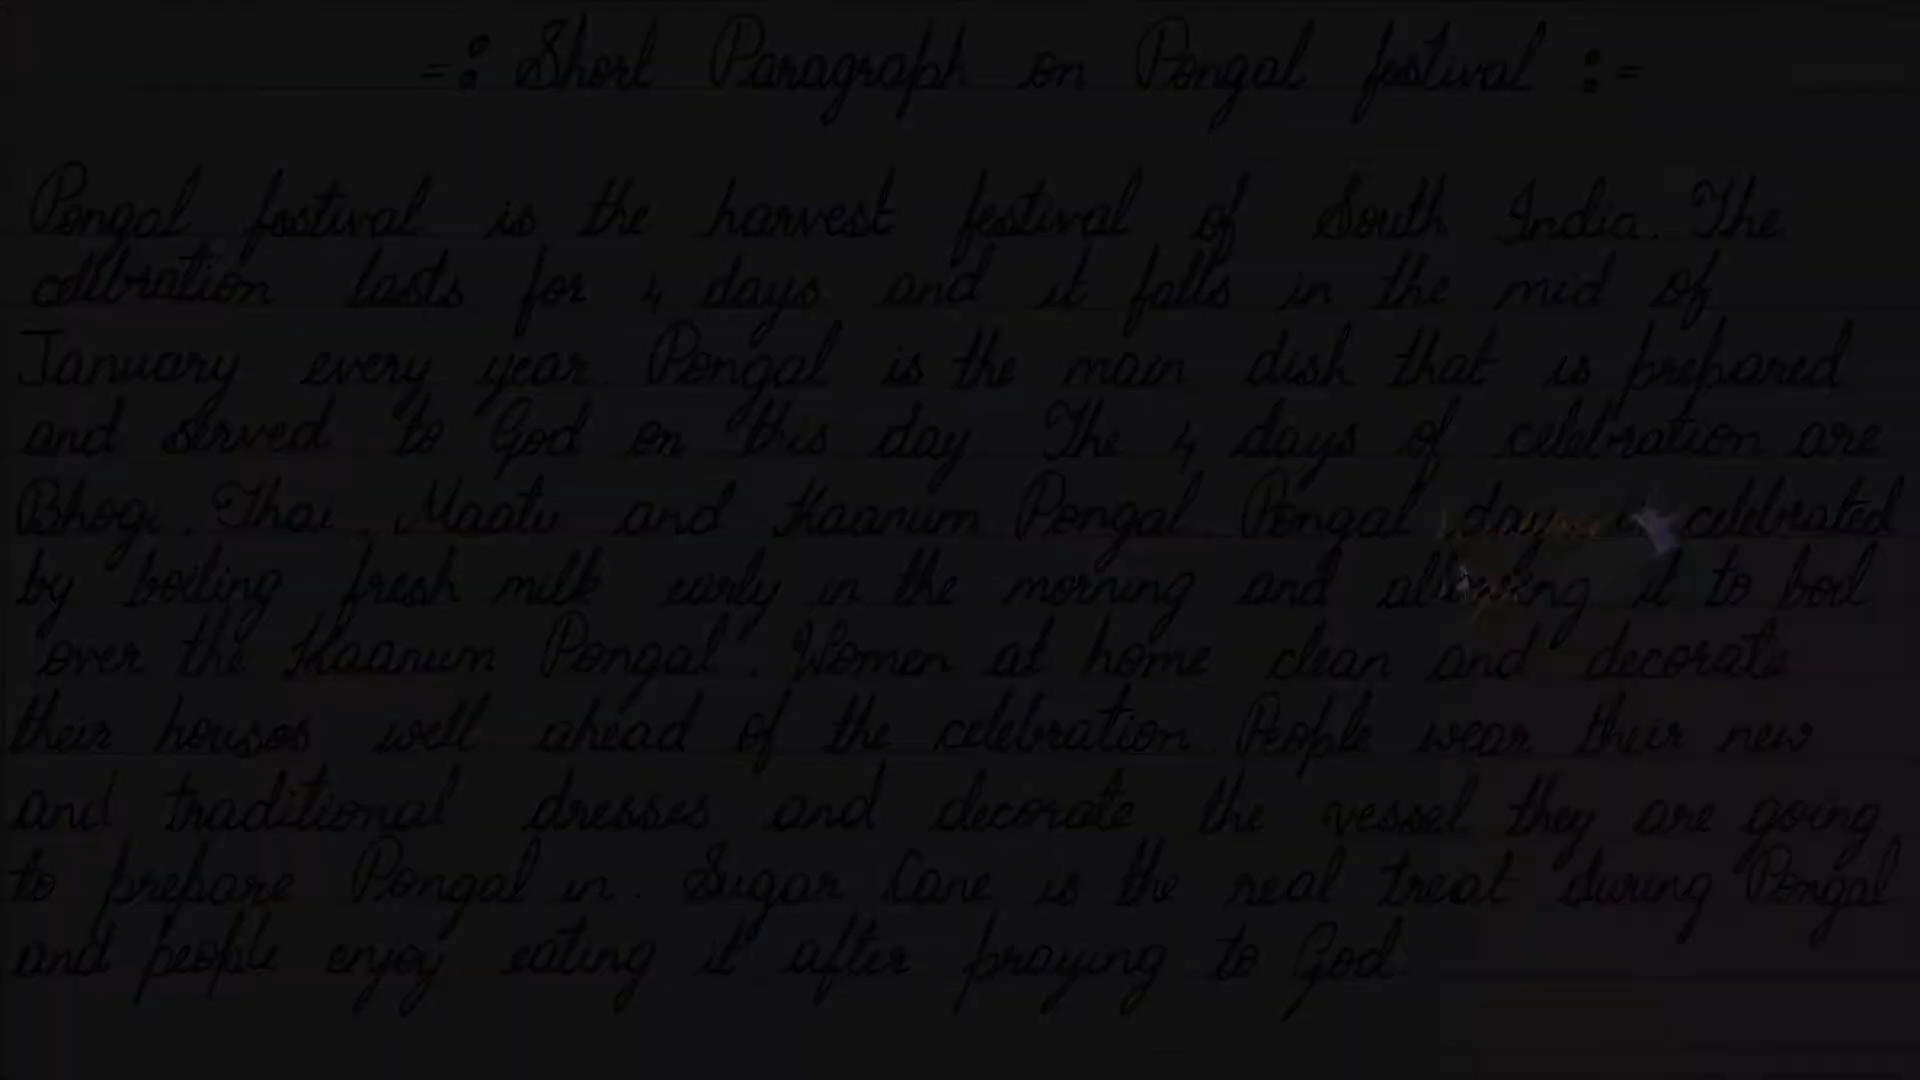 =: Short Paragraph on Pongal festival :=
Pongal festival is the harvest festival of South India. The
celebration lasts for 4 days and it falls in the mid of
January every year. Pongal is the main dish that is prepared
and served to God on this day. The 4 days of celebration are
Bhogi, Thai, Maatu and Kaanum Pongal. Pongal day is celebrated
by boiling fresh milk early in the morning and allowing it to boil
over the Kaanum Pongal. Women at home clean and decorate
their houses well ahead of the celebration. People wear their new
and traditional dresses and decorate the vessel they are going
to prepare Pongal in. Sugar Cane is the real treat during Pongal
and people enjoy eating it after praying to God.